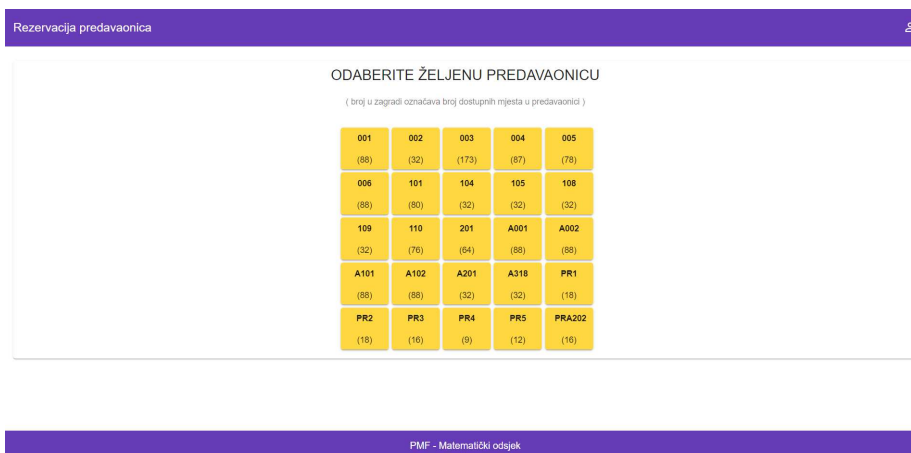 Rezervacija predavaonica
ODABERITE ŽELJENU PREDAVAONICU
( broj u zagradi označava broj dostupnih mjesta u predavaonici )
001 002 003 004 005
(88) (32) (173) (87) (78)
006 101 104 105 108
(88) (80) (32) (32) (32)
109 110 201 A001 A002
(32) (76) (64) (88) (88)
A101 A102 A201 A318 PR1
(88) (88) (32) (32) (18)
PR2 PR3 PR4 PR5 PRA202
(18) (16) (9) (12) (16)
PMF - Matematički odsjek